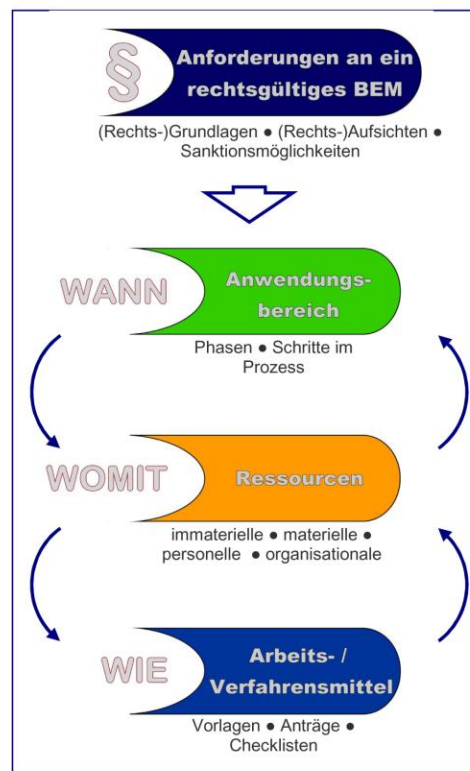 §
Anforderungen an ein
rechtsgültiges BEM
(Rechts-)Grundlagen ● (Rechts-)Aufsichten ●
Sanktionsmöglichkeiten
WANN
Anwendungs-
bereich
Phasen ● Schritte im
Prozess
WOMIT
Ressourcen
immaterielle ● materielle ●
personelle ● organisationale
WIE
Arbeits- /
Verfahrensmittel
Vorlagen ● Anträge ●
Checklisten